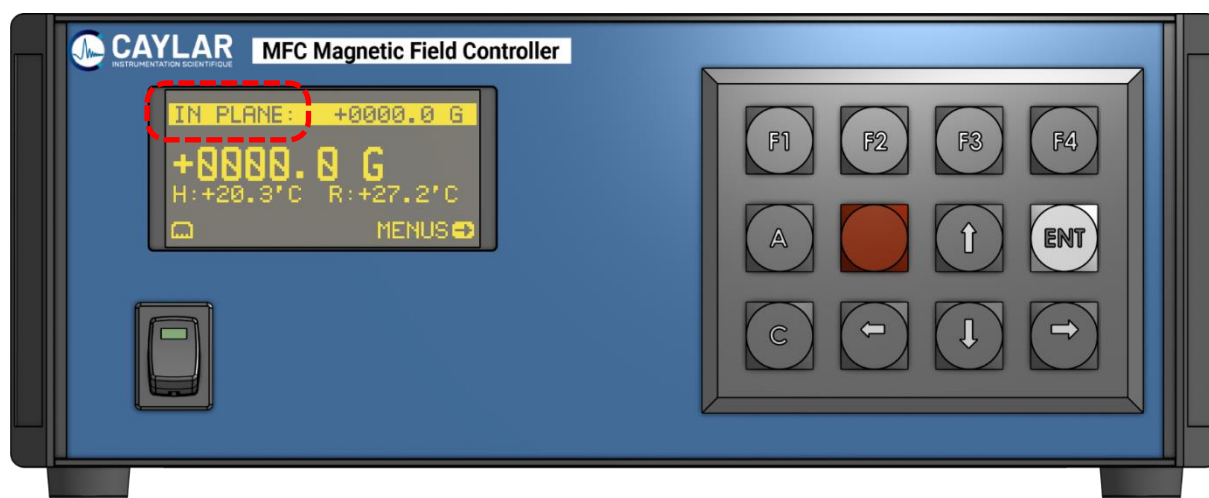 CAYLAR
INSTRUMENTATION SCIENTIFIQUE
MFC Magnetic Field Controller
IN PLANE: +0000.0 G
+0000.0 G
H:+20.3'C R:+27.2'C
MENUS
F1 F2 F3 F4
A ENT
C